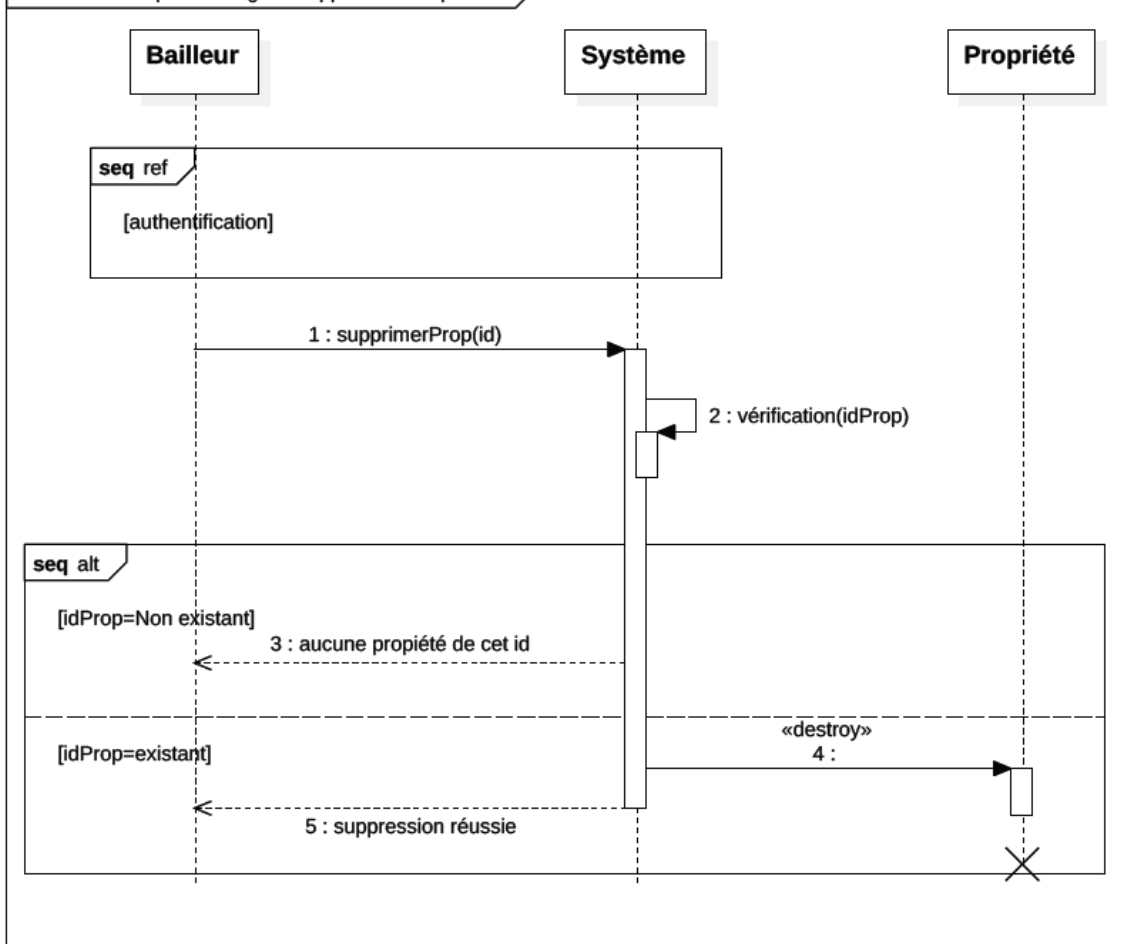 Bailleur
Système
Propriété
seq ref
[authentification]
1 : supprimerProp(id)
2 : vérification(idProp)
seq alt
[idProp=Non existant]
3 : aucune propiété de cet id
«destroy»
[idProp=existant]
4 :
5 : suppression réussie